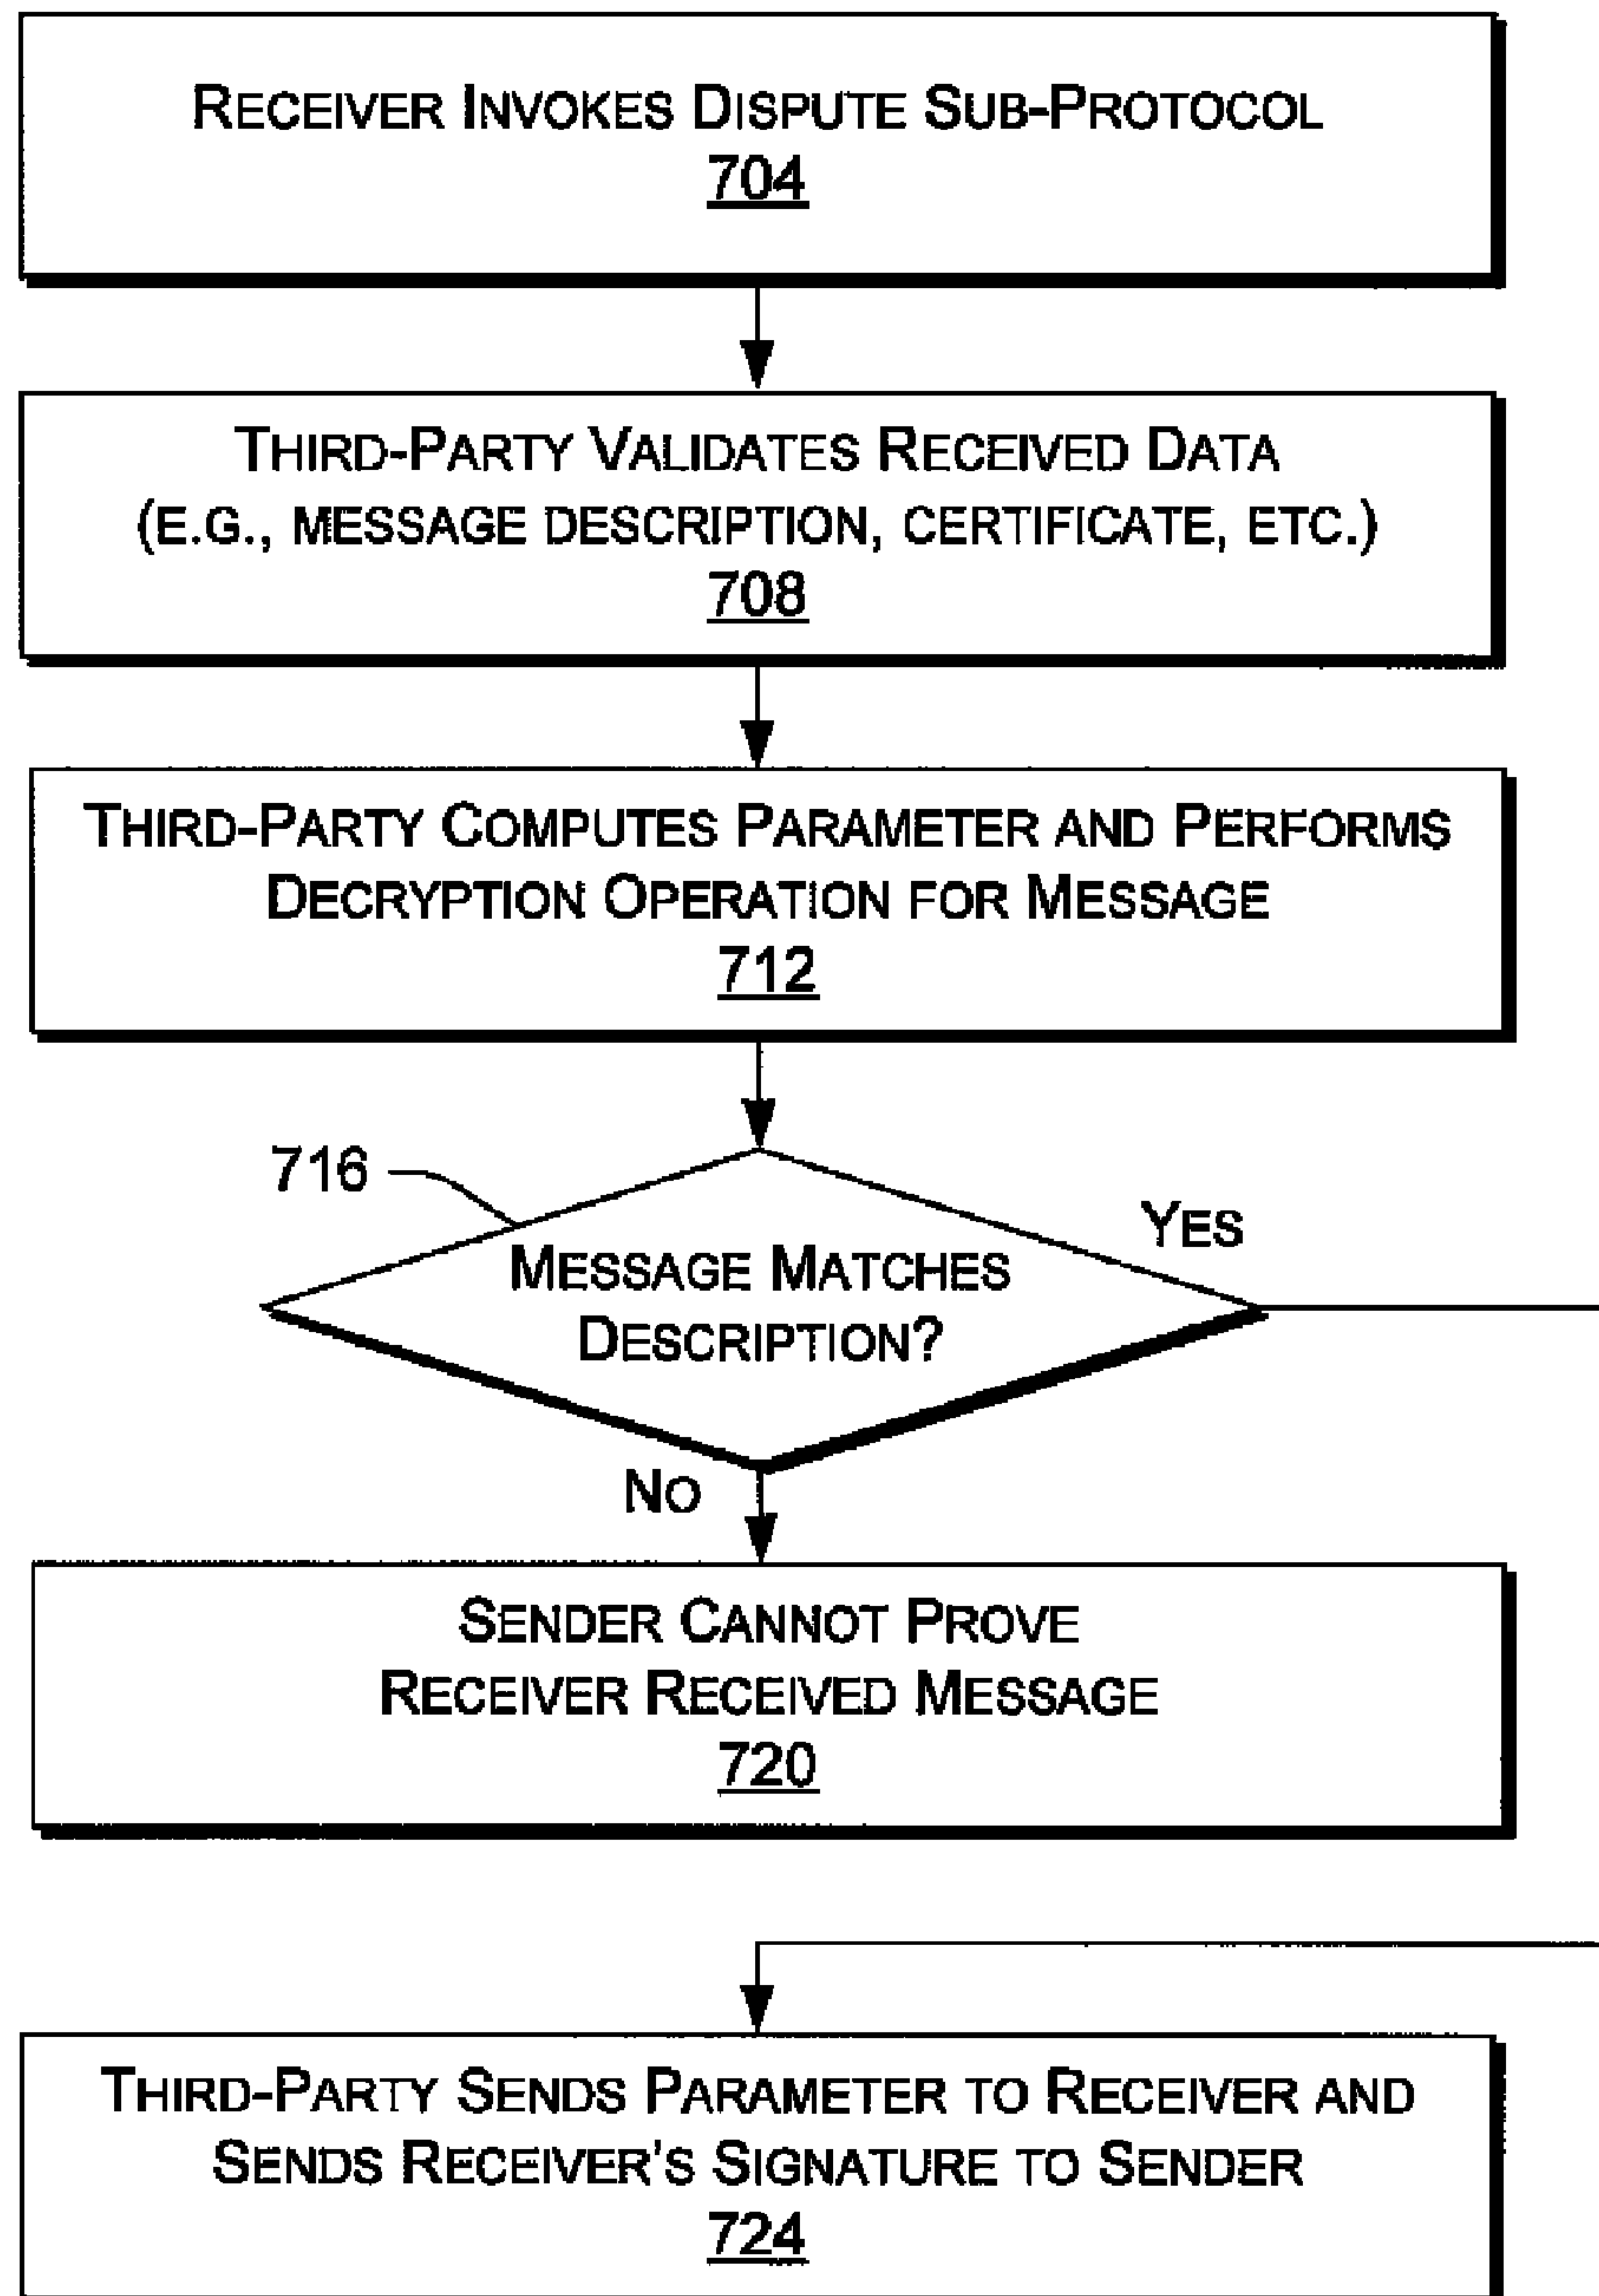 RECEIVER INVOKES DISPUTE SUB-PROTOCOL
704
THIRD-PARTY VALIDATES RECEIVED DATA
(E.G., MESSAGE DESCRIPTION, CERTIFICATE, ETC.)
708
THIRD-PARTY COMPUTES PARAMETER AND PERFORMS
DECRYPTION OPERATION FOR MESSAGE
712
716
YES
MESSAGE MATCHES
DESCRIPTION?
NO
SENDER CANNOT PROVE
RECEIVER RECEIVED MESSAGE
720
THIRD-PARTY SENDS PARAMETER TO RECEIVER AND
SENDS RECEIVER'S SIGNATURE TO SENDER
724